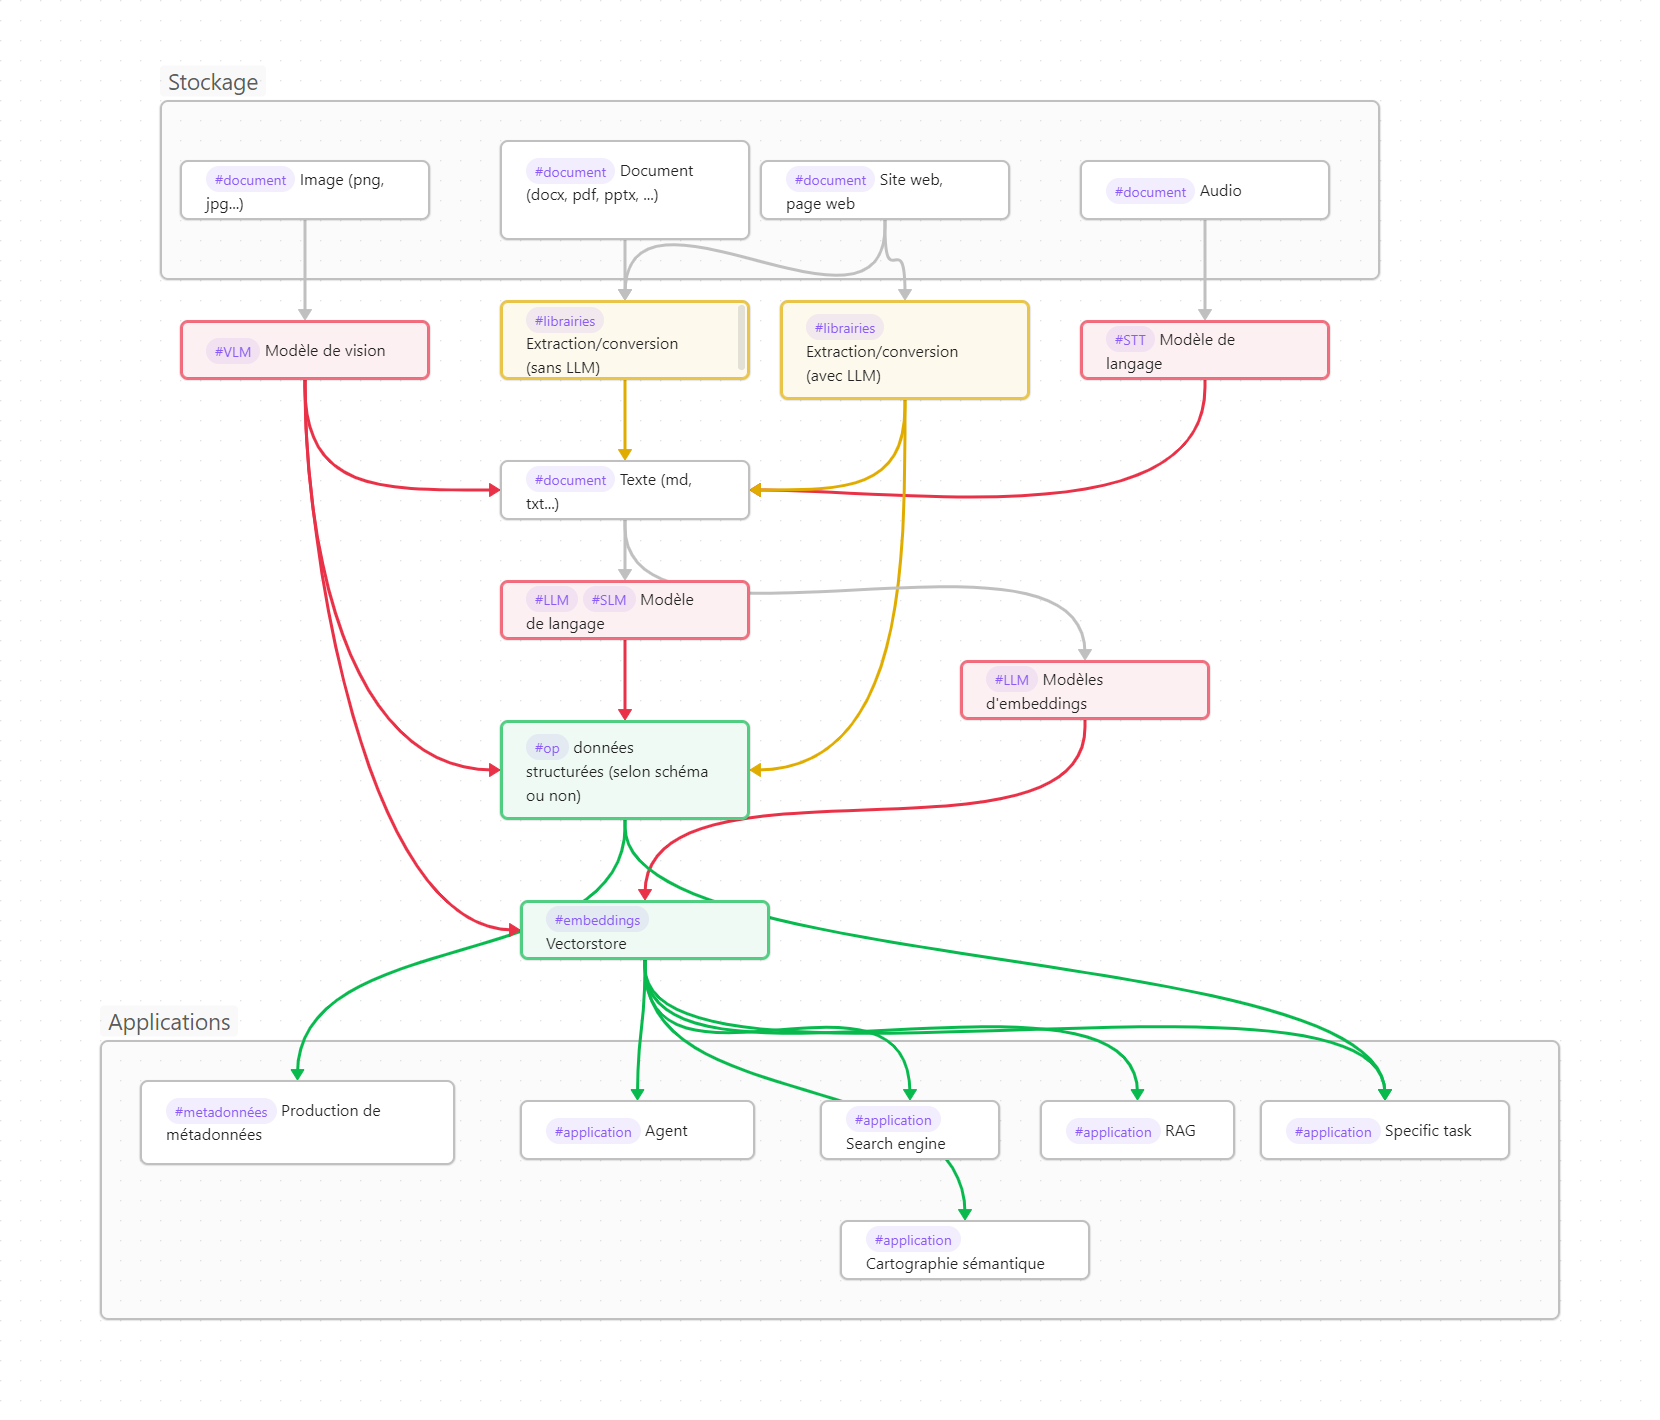 Stockage
#document Image (png,
jpg...)
#document Document
(docx, pdf, pptx, ...)
#document Site web,
page web
#document Audio
#VLM Modèle de vision
#librairies
Extraction/conversion
(sans LLM)
#librairies
Extraction/conversion
(avec LLM)
#STT Modèle de
langage
#document Texte (md,
txt...)
#LLM #SLM Modèle
de langage
#LLM Modèles
d'embeddings
#op données
structurées (selon schéma
ou non)
#embeddings
Vectorstore
Applications
#metadonnées Production de
métadonnées
#application Agent
#application
Search engine
#application RAG
#application Specific task
#application
Cartographie sémantique